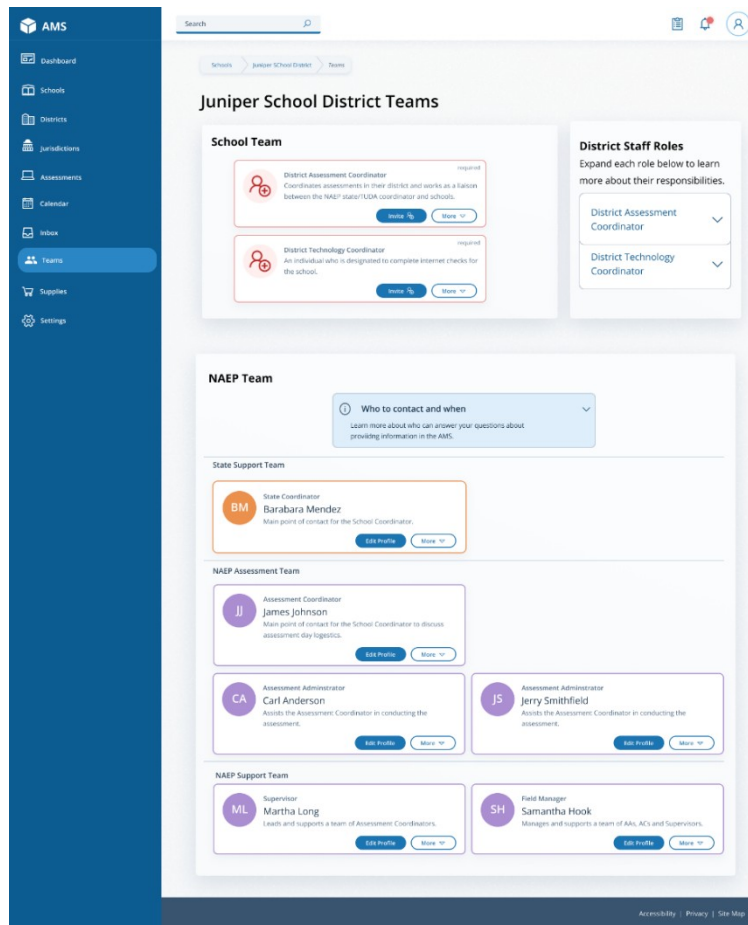 AMS
Search
Dashboard
Schools
Districts
Jurisdictions
Assessments
Calendar
Inbox
Teams
Supplies
Settings
Schools
Juniper SChool District
Teams
Juniper School District Teams
School Team
required
District Assessment Coordinator
Coordinates assessments in their district and works as a liaison
between the NAEP state/TUDA coordinator and schools.
Invite
More
required
District Technology Coordinator
An individual who is designated to complete internet checks for
the school.
Invite
More
District Staff Roles
Expand each role below to learn
more about their responsibilities.
District Assessment
Coordinator
District Technology
Coordinator
NAEP Team
Who to contact and when
Learn more about who can answer your questions about
providng information in the AMS.
State Support Team
BM
State Coordinator
Barabara Mendez
Main point of contact for the School Coordinator.
Edit Profile
More
NAEP Assessment Team
JJ
Assessment Coordinator
James Johnson
Main point of contact for the School Coordinator to discuss
assessment day logestics.
Edit Profile
More
CA
Assessment Adminstrator
Carl Anderson
Assists the Assessment Coordinator in conducting the
assessment.
Edit Profile
More
JS
Assessment Adminstrator
Jerry Smithfield
Assists the Assessment Coordinator in conducting the
assessment.
Edit Profile
More
NAEP Support Team
ML
Supervisor
Martha Long
Leads and supports a team of Assessment Coordinators.
Edit Profile
More
SH
Field Manager
Samantha Hook
Manages and supports a team of AAs, ACs and Supervisors.
Edit Profile
More
Accessibility | Privacy | Site Map